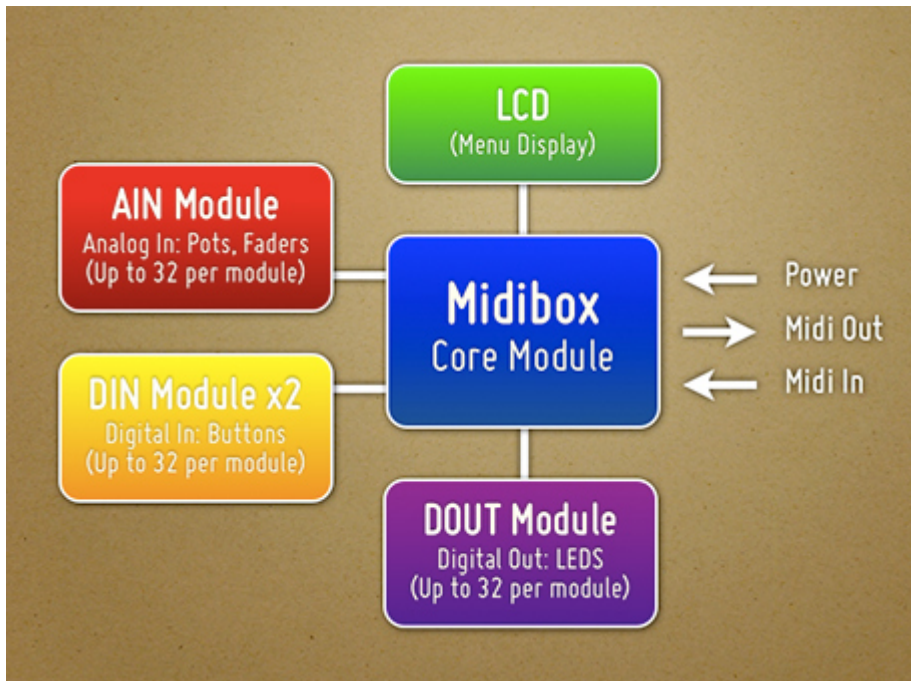 LCD
(Menu Display)
AIN Module
Analog In: Pots, Faders
(Up to 32 per module)
Midibox
Core Module
Power
Midi Out
Midi In
DIN Module x2
Digital In: Buttons
(Up to 32 per module)
DOUT Module
Digital Out: LEDS
(Up to 32 per module)